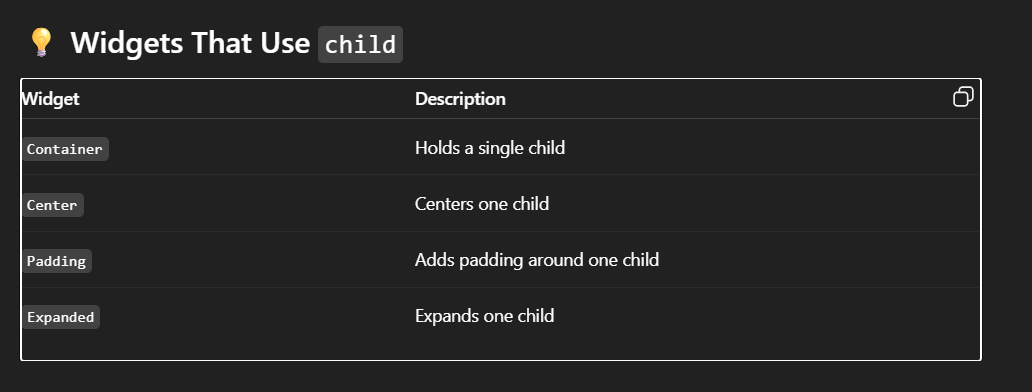 💡 Widgets That Use child
Widget Description
Container Holds a single child
Center Centers one child
Padding Adds padding around one child
Expanded Expands one child